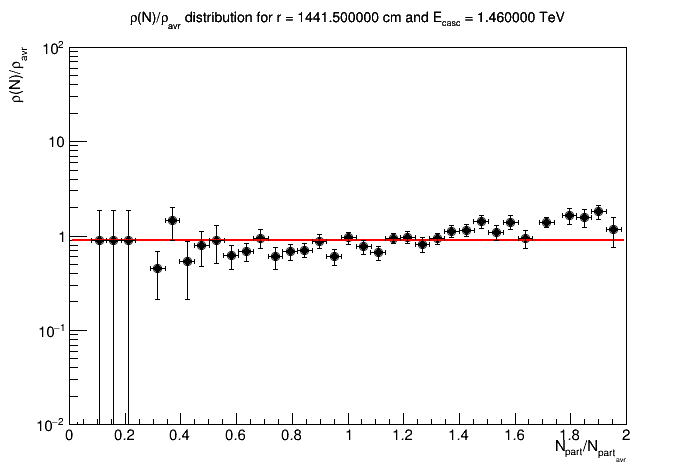 ρ(N)/ρavr distribution for r = 1441.500000 cm and Ecasc = 1.460000 TeV
ρ(N)/ρavr
10²
10
1
10⁻¹
10⁻²
0 0.2 0.4 0.6 0.8 1 1.2 1.4 1.6 1.8 2
Npart/Npartavr